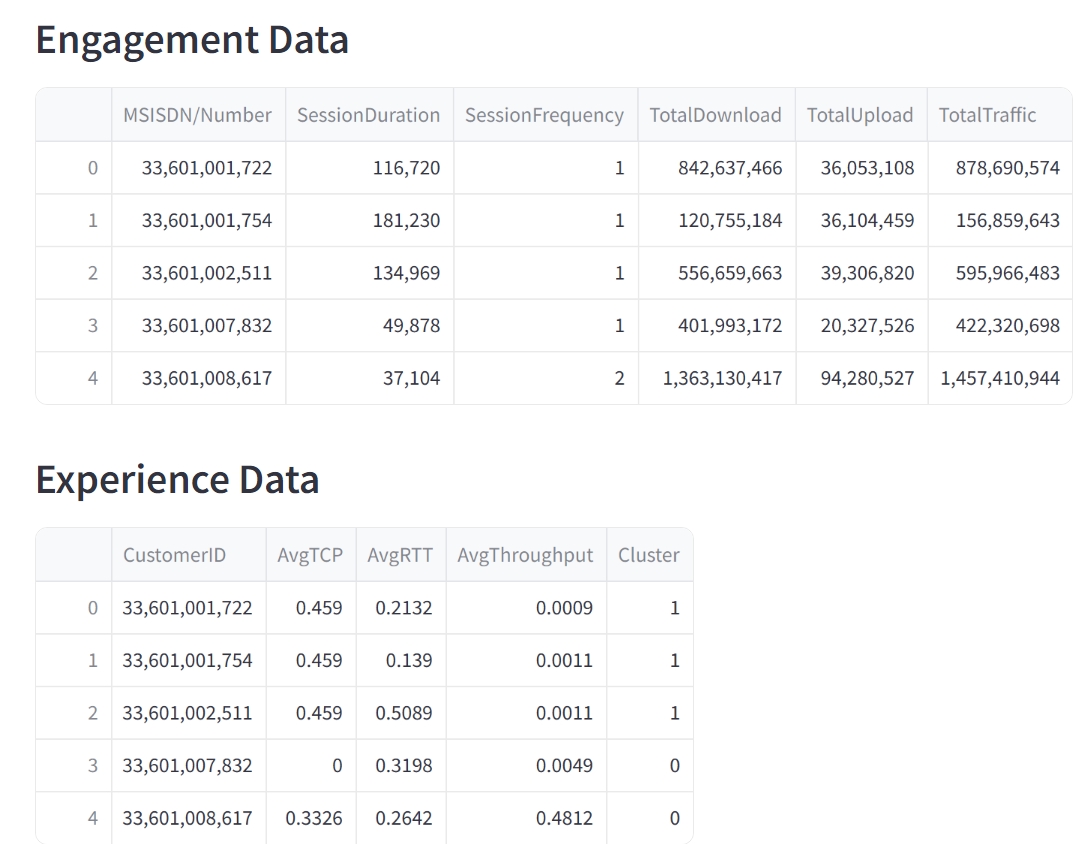 Engagement Data
MSISDN/Number SessionDuration SessionFrequency TotalDownload TotalUpload TotalTraffic
0 33,601,001,722 116,720 1 842,637,466 36,053,108 878,690,574
1 33,601,001,754 181,230 1 120,755,184 36,104,459 156,859,643
2 33,601,002,511 134,969 1 556,659,663 39,306,820 595,966,483
3 33,601,007,832 49,878 1 401,993,172 20,327,526 422,320,698
4 33,601,008,617 37,104 2 1,363,130,417 94,280,527 1,457,410,944
Experience Data
CustomerID AvgTCP AvgRTT AvgThroughput Cluster
0 33,601,001,722 0.459 0.2132 0.0009 1
1 33,601,001,754 0.459 0.139 0.0011 1
2 33,601,002,511 0.459 0.5089 0.0011 1
3 33,601,007,832 0 0.3198 0.0049 0
4 33,601,008,617 0.3326 0.2642 0.4812 0